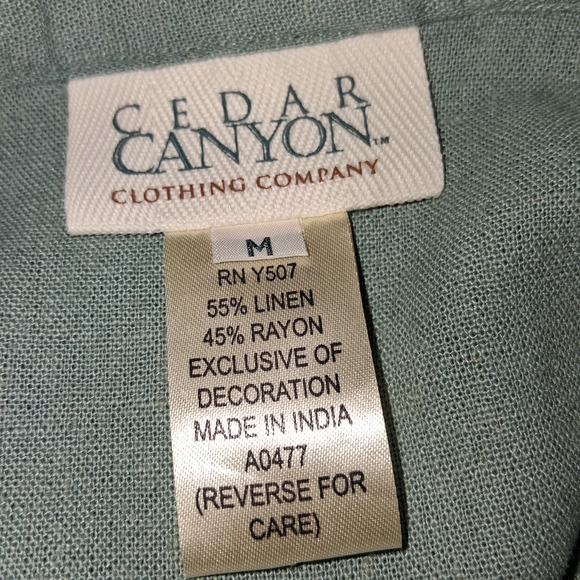 CEDAR
CANYON™
CLOTHING COMPANY
M
RN Y507
55% LINEN
45% RAYON
EXCLUSIVE OF
DECORATION
MADE IN INDIA
A0477
(REVERSE FOR
CARE)